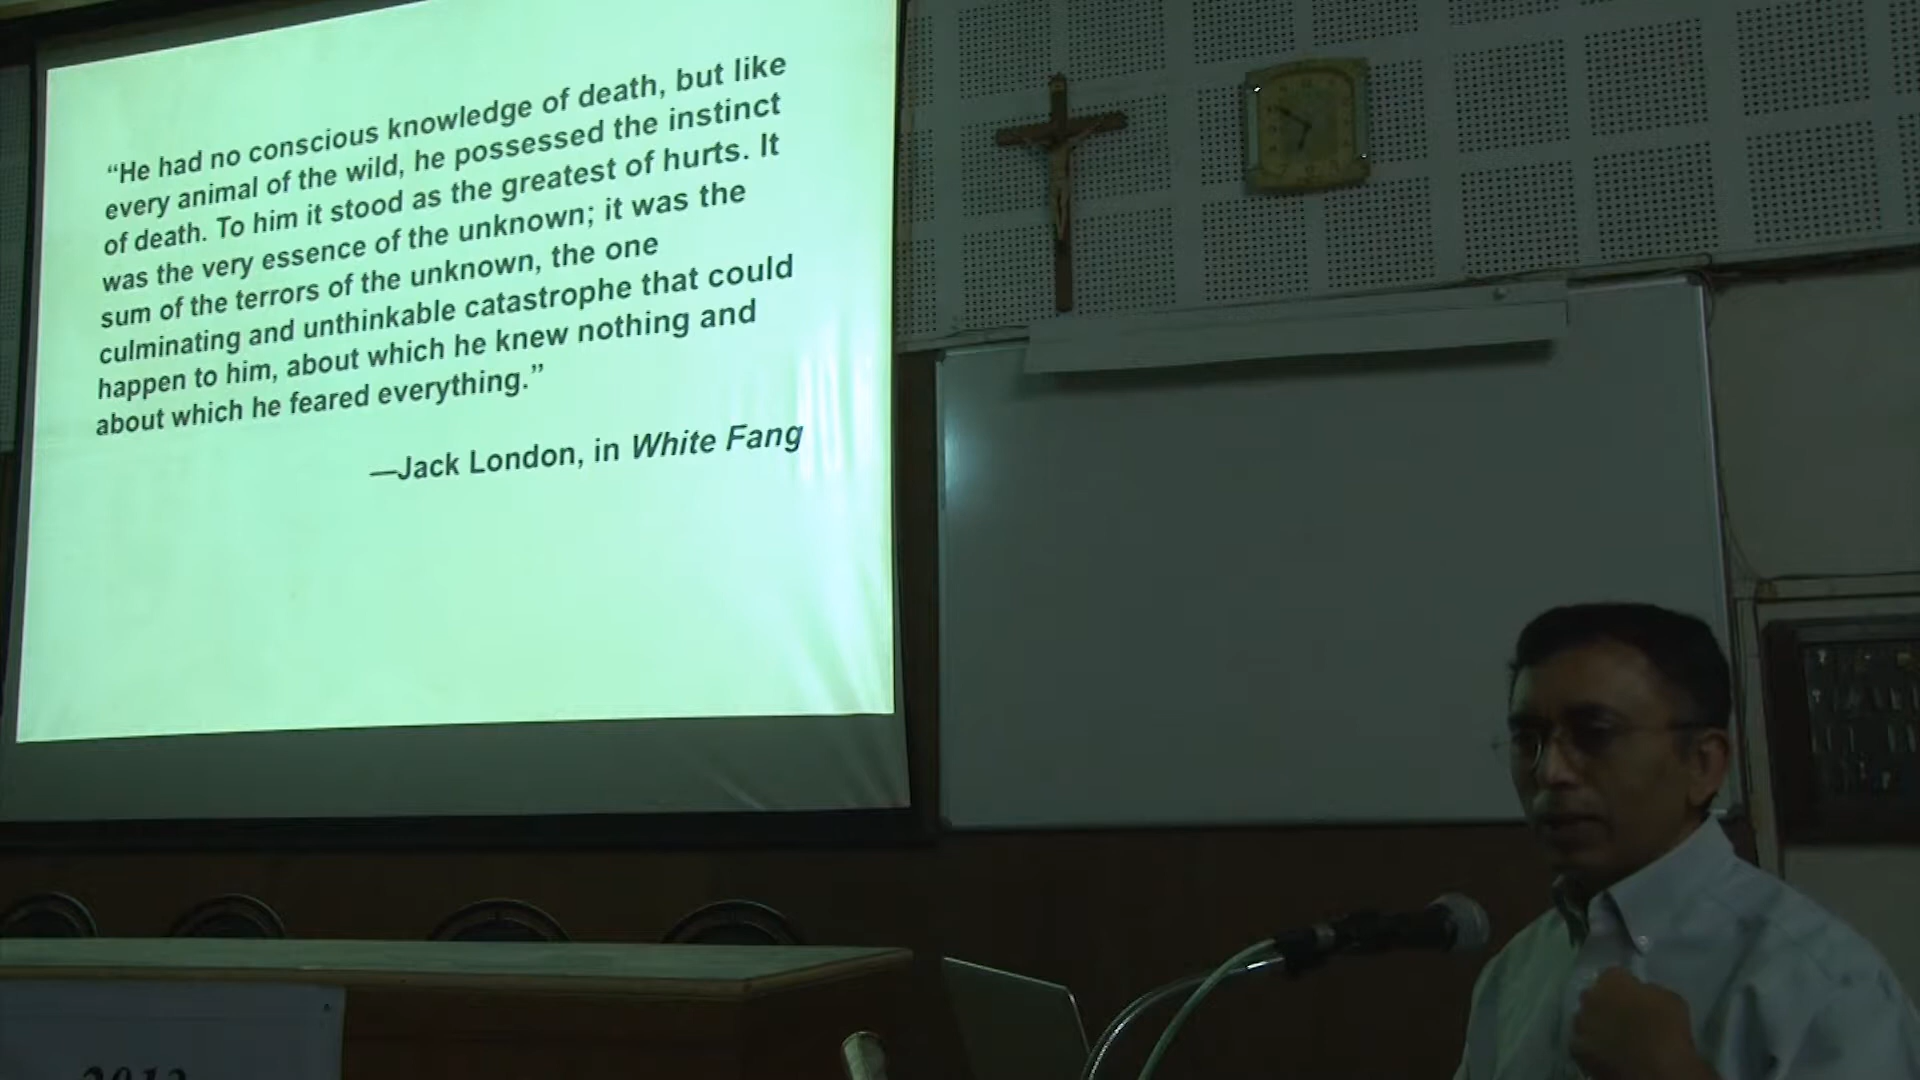 “He had no conscious knowledge of death, but like
every animal of the wild, he possessed the instinct
of death. To him it stood as the greatest of hurts. It
was the very essence of the unknown; it was the
sum of the terrors of the unknown, the one
culminating and unthinkable catastrophe that could
happen to him, about which he knew nothing and
about which he feared everything.”
—Jack London, in White Fang